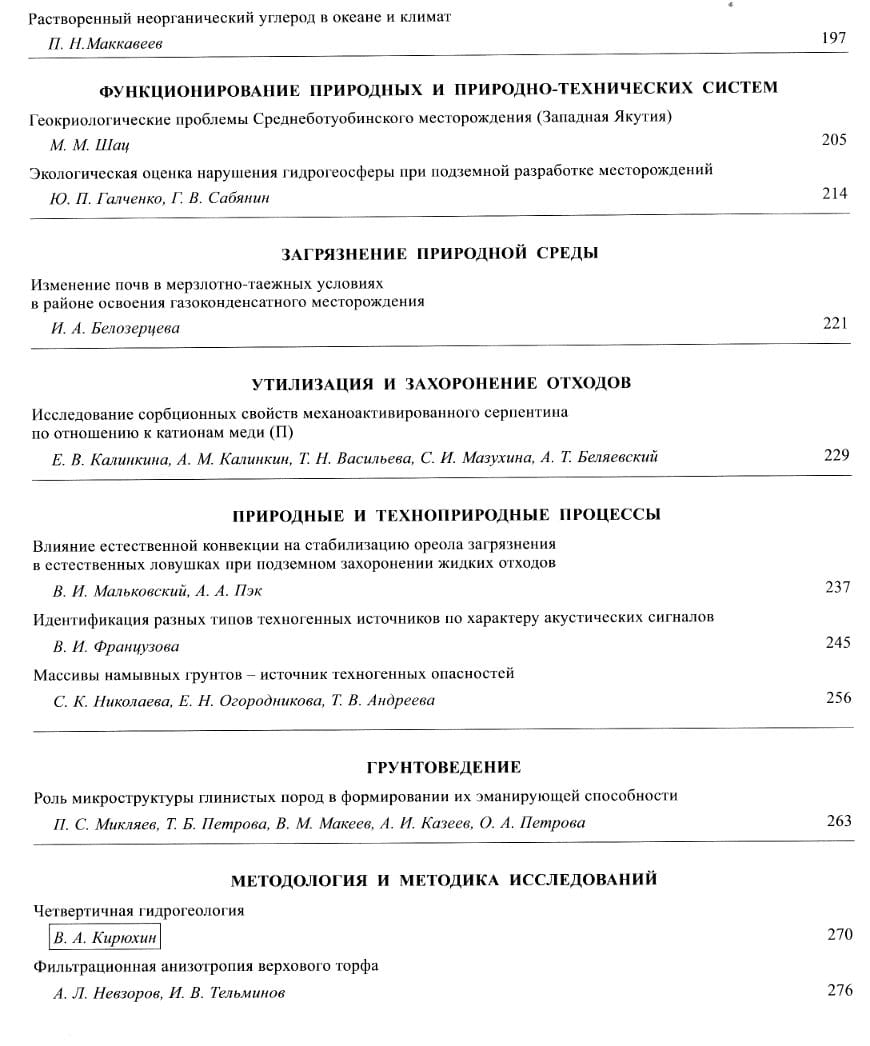 Растворенный неорганический углерод в океане и климат
П. Н.Маккавеев 197
ФУНКЦИОНИРОВАНИЕ ПРИРОДНЫХ И ПРИРОДНО-ТЕХНИЧЕСКИХ СИСТЕМ
Геокриологические проблемы Среднеботуобинского месторождения (Западная Якутия)
М. М. Шац 205
Экологическая оценка нарушения гидрогеосферы при подземной разработке месторождений
Ю. П. Галченко, Г. В. Сабянин 214
ЗАГРЯЗНЕНИЕ ПРИРОДНОЙ СРЕДЫ
Изменение почв в мерзлотно-таежных условиях
в районе освоения газоконденсатного месторождения
И. А. Белозерцева 221
УТИЛИЗАЦИЯ И ЗАХОРОНЕНИЕ ОТХОДОВ
Исследование сорбционных свойств механоактивированного серпентина
по отношению к катионам меди (П)
Е. В. Калинкина, А. М. Калинкин, Т. Н. Васильева, С. И. Мазухина, А. Т. Беляевский 229
ПРИРОДНЫЕ И ТЕХНОПРИРОДНЫЕ ПРОЦЕССЫ
Влияние естественной конвекции на стабилизацию ореола загрязнения
в естественных ловушках при подземном захоронении жидких отходов
В. И. Мальковский, А. А. Пэк 237
Идентификация разных типов техногенных источников по характеру акустических сигналов
В. И. Французова 245
Массивы намывных грунтов – источник техногенных опасностей
С. К. Николаева, Е. Н. Огородникова, Т. В. Андреева 256
ГРУНТОВЕДЕНИЕ
Роль микроструктуры глинистых пород в формировании их эманирующей способности
П. С. Микляев, Т. Б. Петрова, В. М. Макеев, А. И. Казеев, О. А. Петрова 263
МЕТОДОЛОГИЯ И МЕТОДИКА ИССЛЕДОВАНИЙ
Четвертичная гидрогеология
В. А. Кирюхин 270
Фильтрационная анизотропия верхового торфа
А. Л. Невзоров, И. В. Тельминов 276